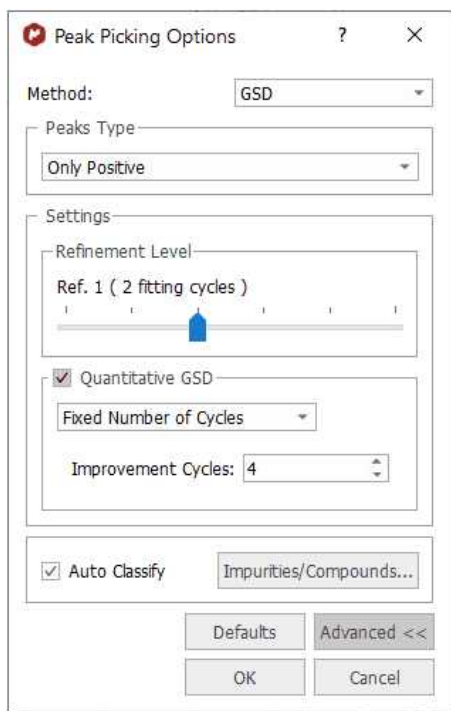 Peak Picking Options ? ×
Method: GSD
Peaks Type
Only Positive
Settings
Refinement Level
Ref. 1 ( 2 fitting cycles )
Quantitative GSD
Fixed Number of Cycles
Improvement Cycles: 4
Auto Classify Impurities/Compounds...
Defaults Advanced <<
OK Cancel